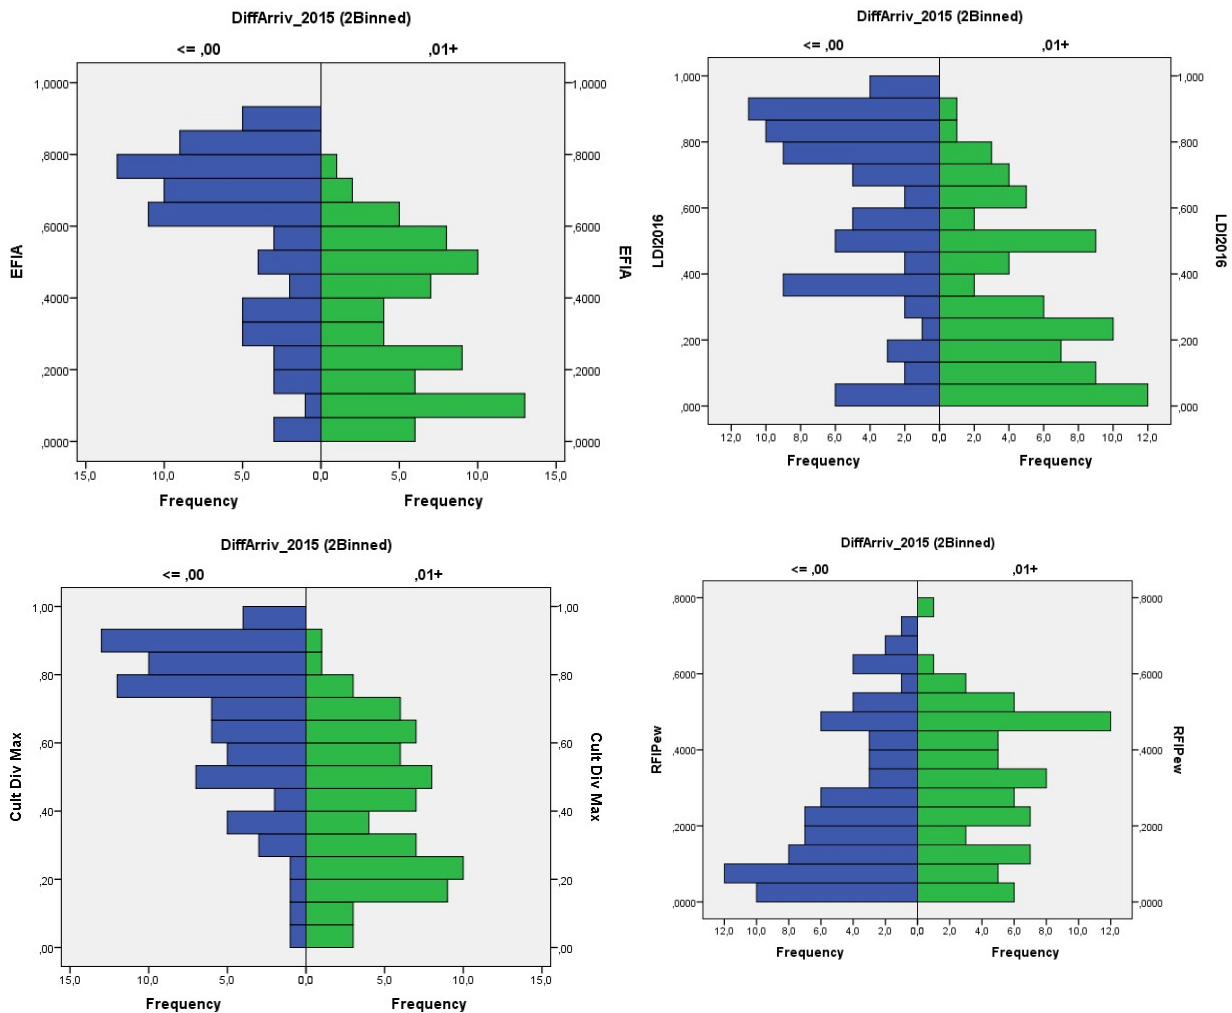 DiffArriv_2015 (2Binned)
<= ,00 ,01+
1,0000 1,0000
,8000 ,8000
,6000 ,6000
,4000 ,4000
,2000 ,2000
,0000 ,0000
EFIA EFIA
15,0 10,0 5,0 0,0 5,0 10,0 15,0
Frequency Frequency
DiffArriv_2015 (2Binned)
<= ,00 ,01+
1,000 1,000
,800 ,800
,600 ,600
,400 ,400
,200 ,200
,000 ,000
LDI2016 LDI2016
12,0 10,0 8,0 6,0 4,0 2,0 0,0 2,0 4,0 6,0 8,0 10,0 12,0
Frequency Frequency
DiffArriv_2015 (2Binned)
<= ,00 ,01+
1,00 1,00
,80 ,80
,60 ,60
,40 ,40
,20 ,20
,00 ,00
Cult Div Max Cult Div Max
15,0 10,0 5,0 0,0 5,0 10,0 15,0
Frequency Frequency
DiffArriv_2015 (2Binned)
<= ,00 ,01+
,8000 ,8000
,6000 ,6000
,4000 ,4000
,2000 ,2000
,0000 ,0000
RFIPew RFIPew
12,0 10,0 8,0 6,0 4,0 2,0 0,0 2,0 4,0 6,0 8,0 10,0 12,0
Frequency Frequency